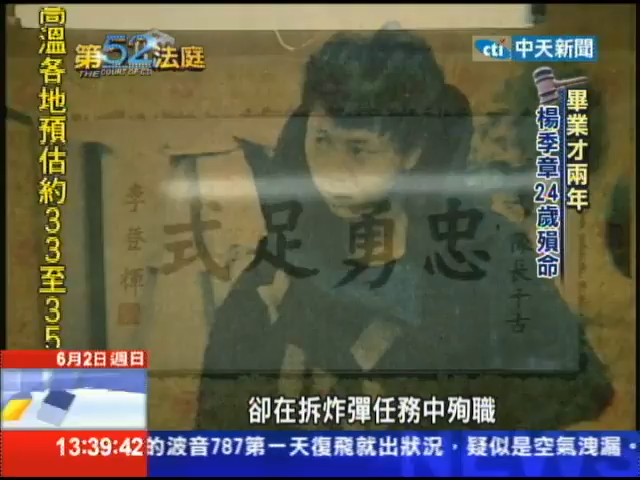 高溫各地預估約33至35
第52法庭
THE COURT OF CTI
cti 中天新聞
畢業才兩年
楊季章24歲殞命
隊長千古
忠勇足式
李登輝
卻在拆炸彈任務中殉職
6月2日週日
13:39:42
的波音787第一天復飛就出狀況，疑似是空氣洩漏。
NEWS